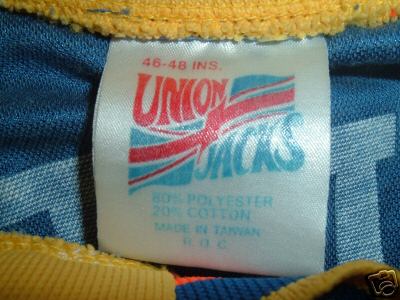 46-48 INS.
UNION
JACKS
80% POLYESTER
20% COTTON
MADE IN TAIWAN
R.O.C.